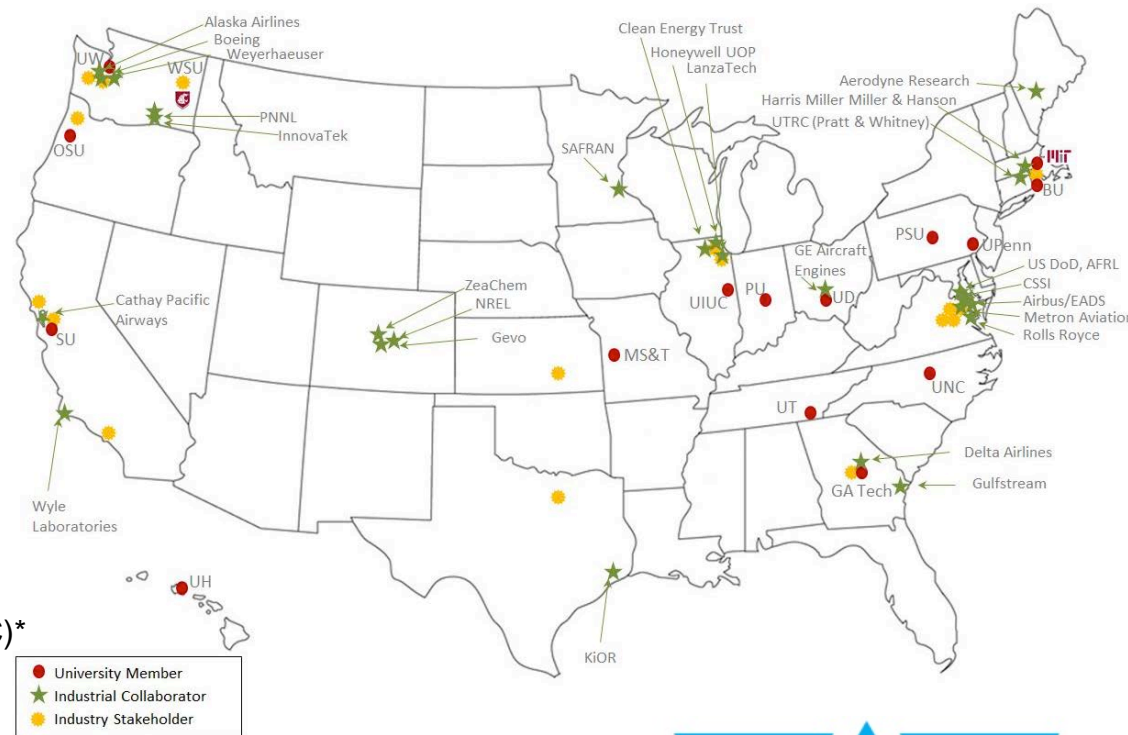 Alaska Airlines
Boeing
Weyerhaeuser
UW
WSU
PNNL
InnovaTek
OSU
Clean Energy Trust
Honeywell UOP
LanzaTech
SAFRAN
Aerodyne Research
Harris Miller Miller & Hanson
UTRC (Pratt & Whitney)
MIT
BU
PSU
UPenn
US DoD, AFRL
CSSI
Airbus/EADS
Metron Aviation
Rolls Royce
GE Aircraft
Engines
UIUC
PU
UD
ZeaChem
NREL
Gevo
Cathay Pacific
Airways
SU
MS&T
UNC
UT
Delta Airlines
GA Tech
Gulfstream
Wyle
Laboratories
UH
KiOR
)*
University Member
Industrial Collaborator
Industry Stakeholder